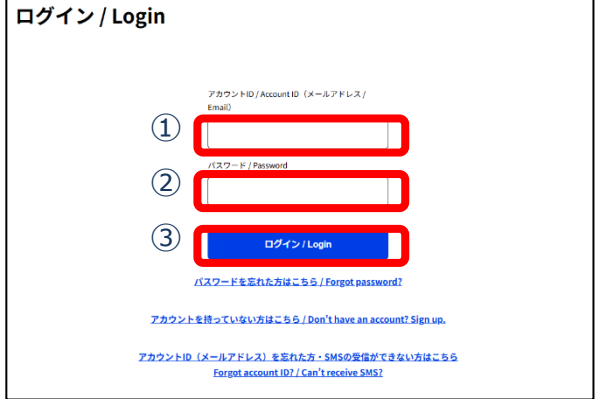 ログイン / Login
アカウントID / Account ID（メールアドレス /
Email）
①
パスワード / Password
②
③
ログイン / Login
パスワードを忘れた方はこちら / Forgot password?
アカウントを持っていない方はこちら / Don't have an account? Sign up.
アカウントID（メールアドレス）を忘れた方・SMSの受信ができない方はこちら
Forgot account ID? / Can't receive SMS?